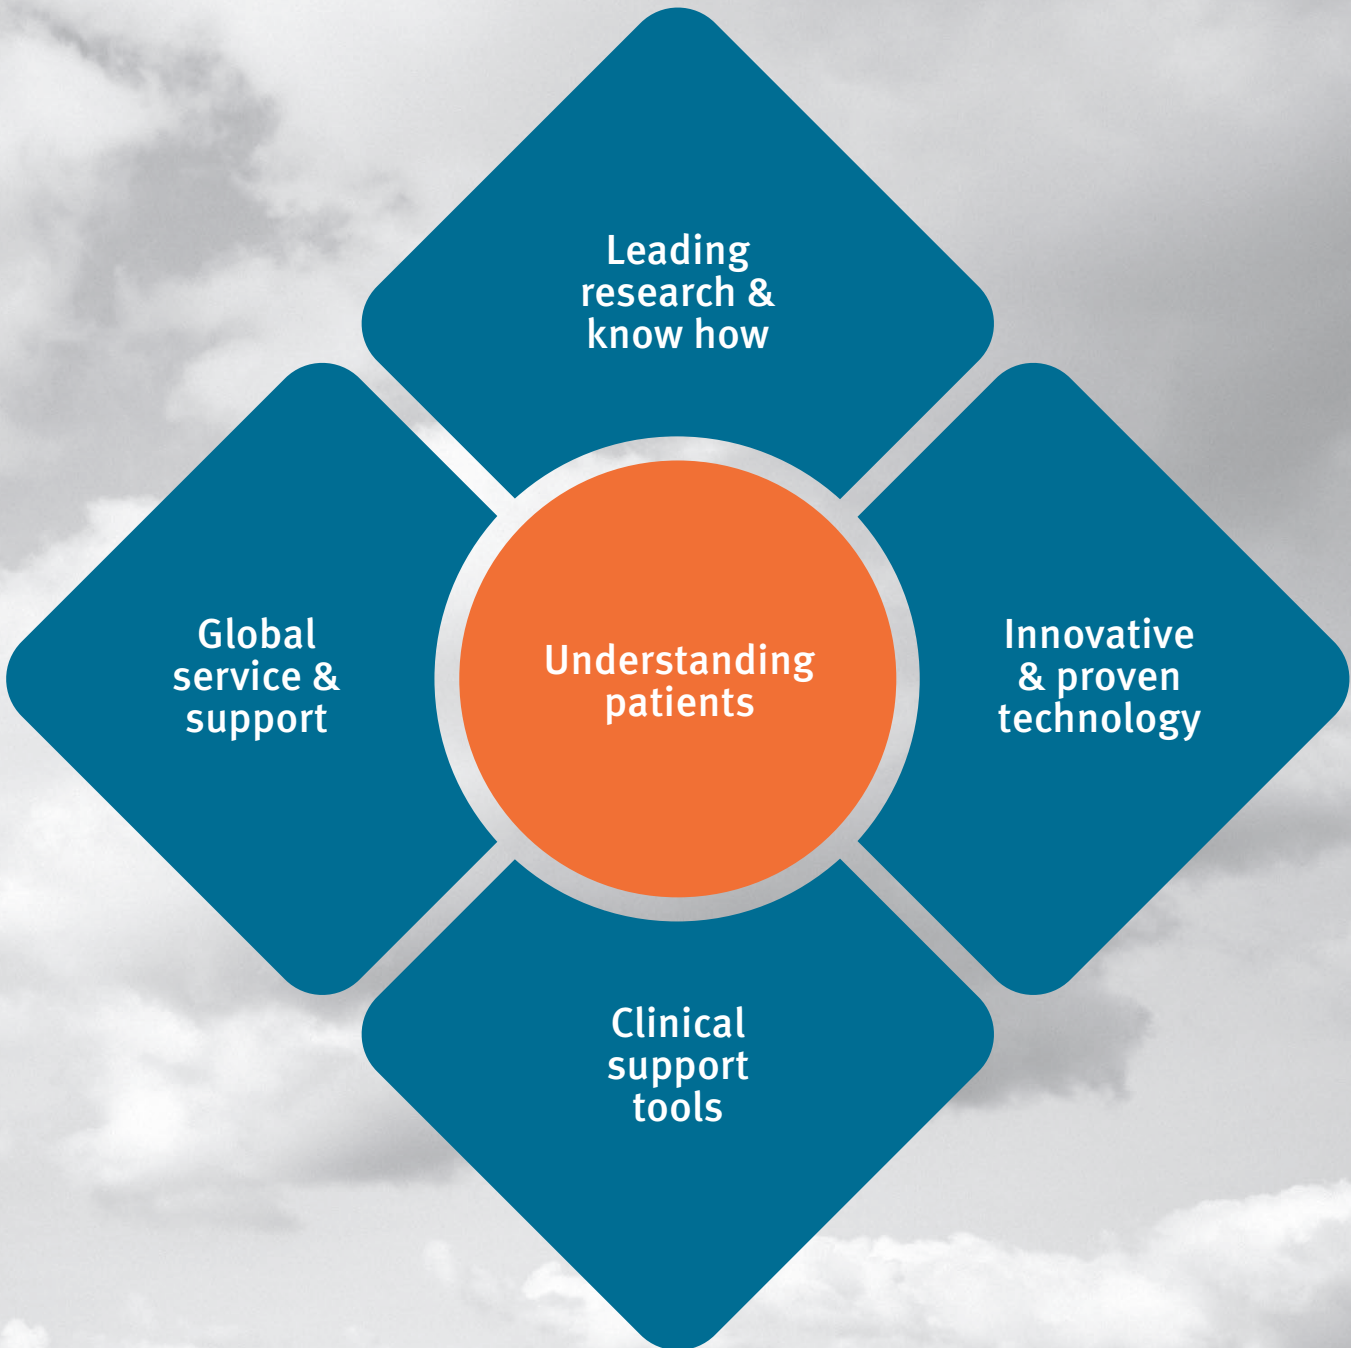 Leading
research &
know how
Global
service &
support
Understanding
patients
Innovative
& proven
technology
Clinical
support
tools